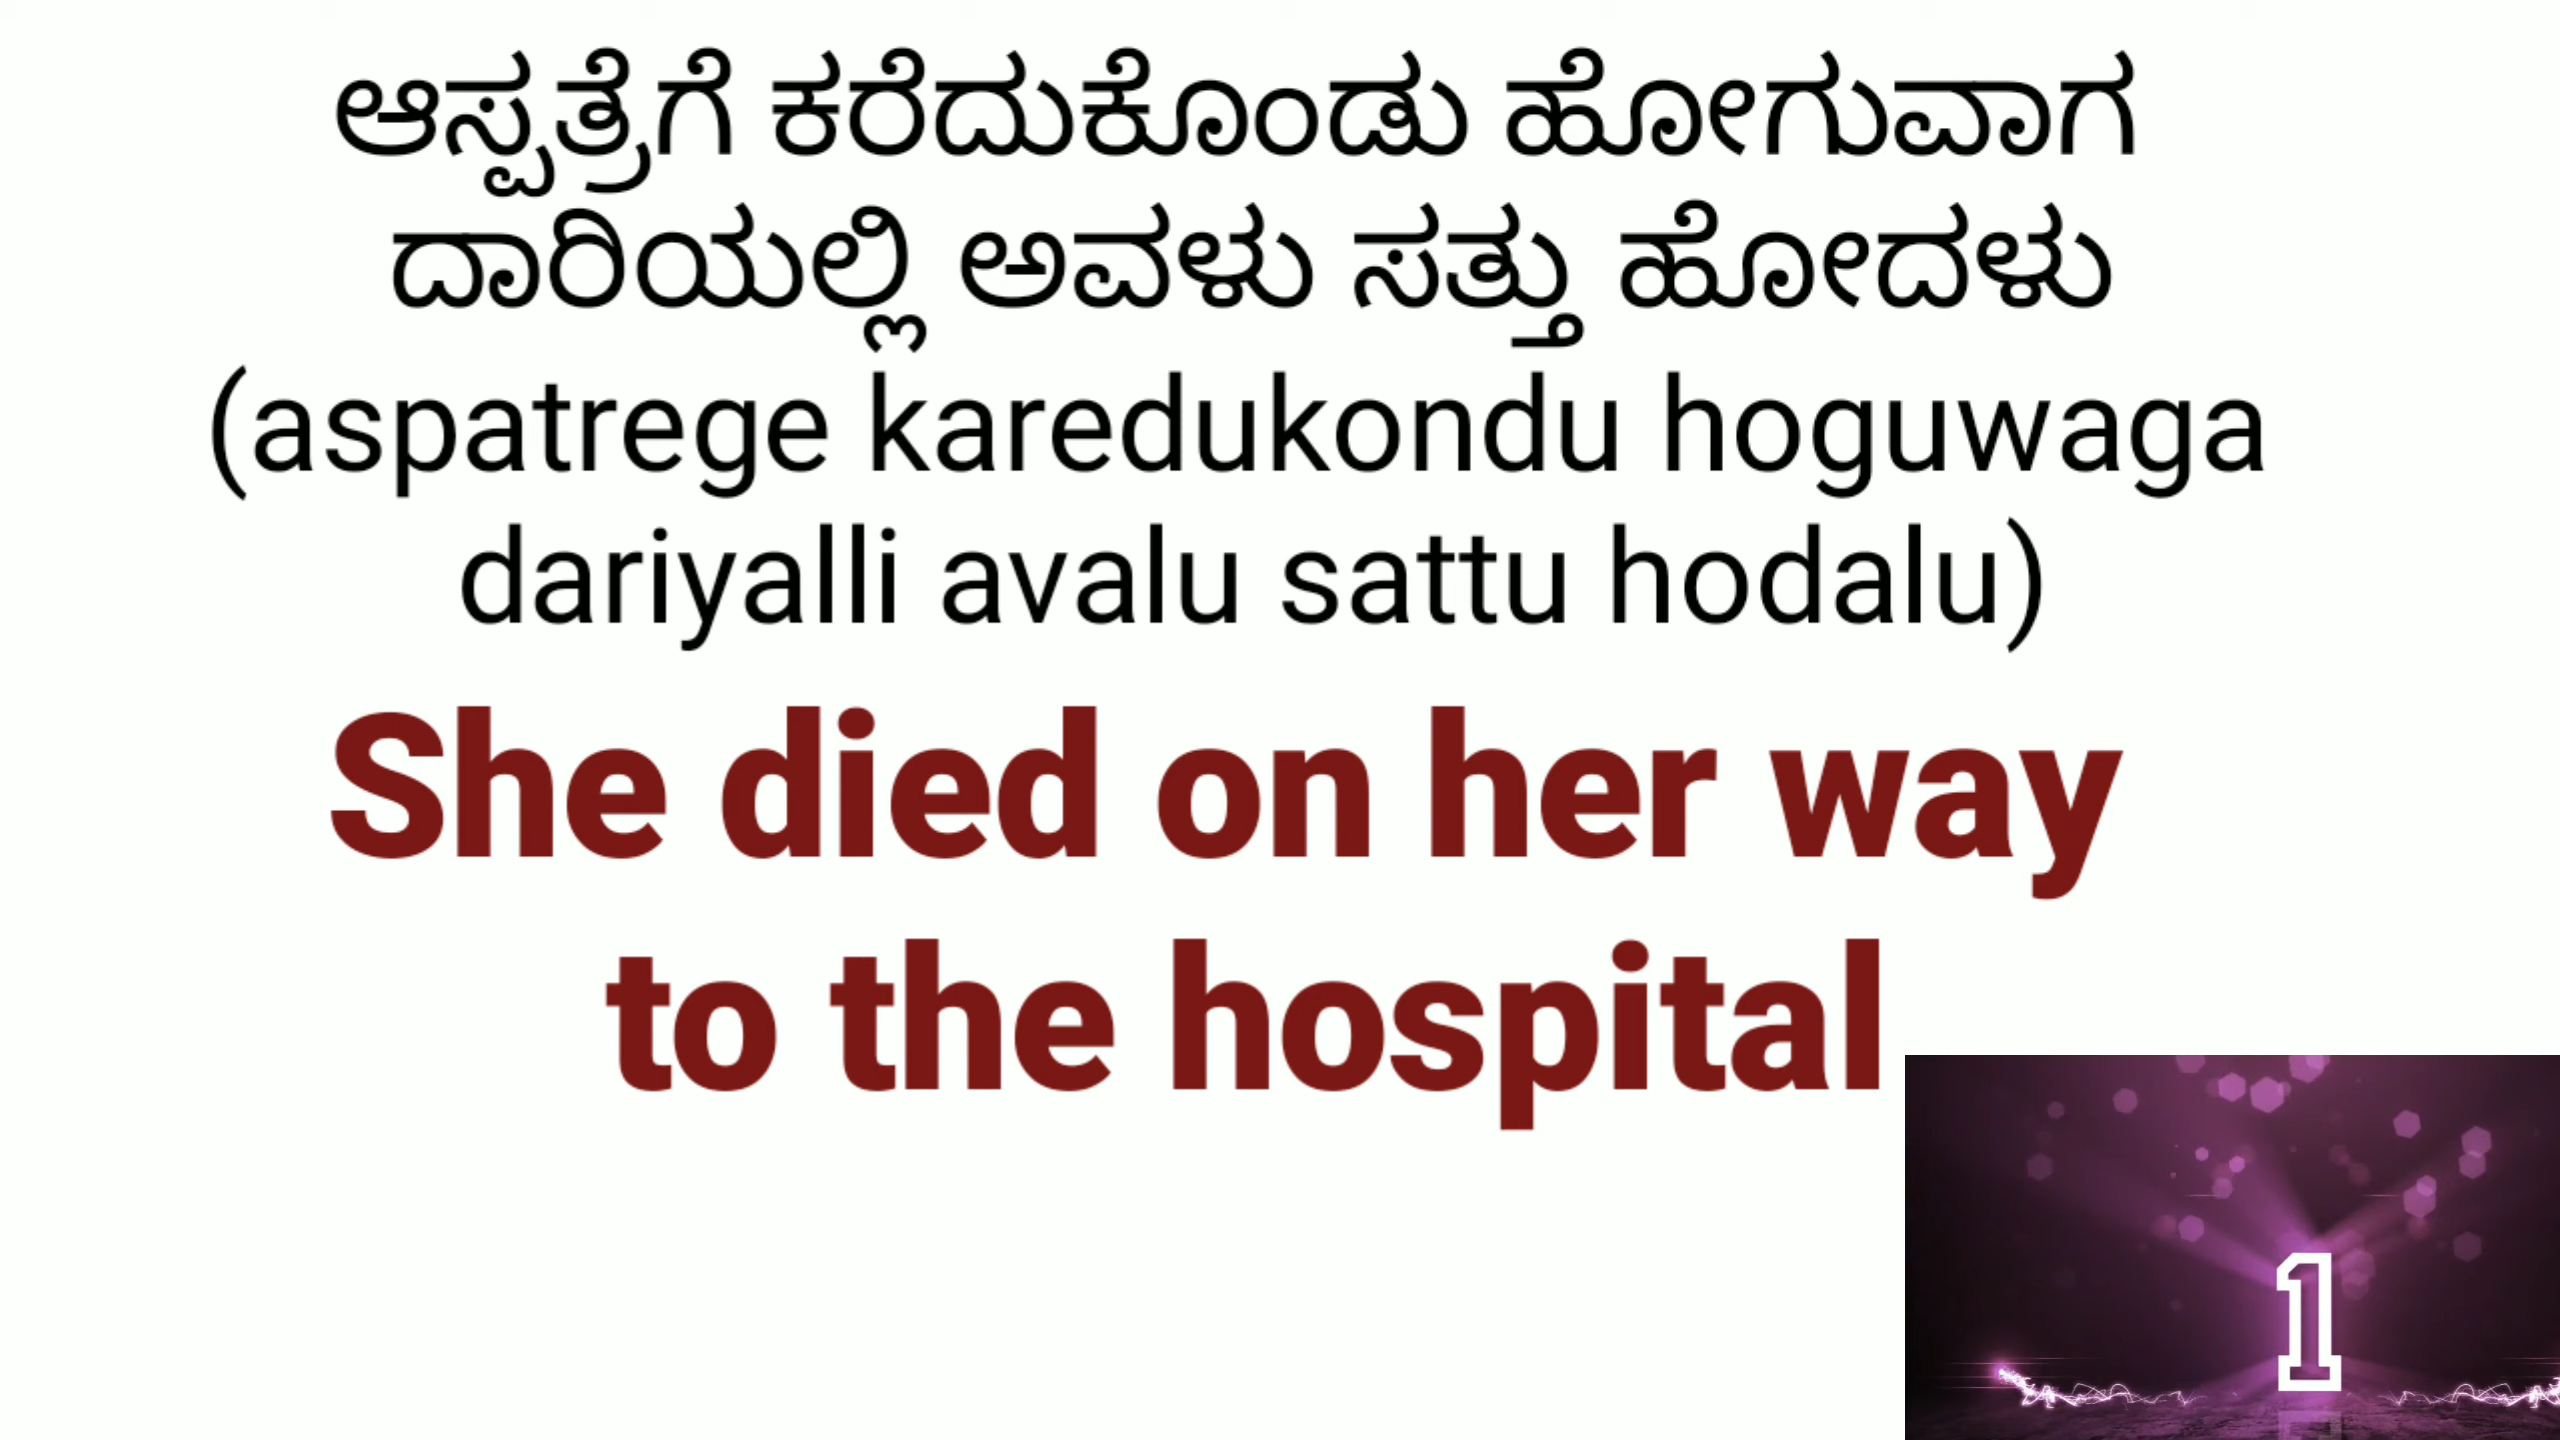 ಆಸ್ಪತ್ರೆಗೆ ಕರೆದುಕೊಂಡು ಹೋಗುವಾಗ
ದಾರಿಯಲ್ಲಿ ಅವಳು ಸತ್ತು ಹೋದಳು
(aspatrege karedukondu hoguwaga
dariyalli avalu sattu hodalu)
She died on her way
to the hospital
1